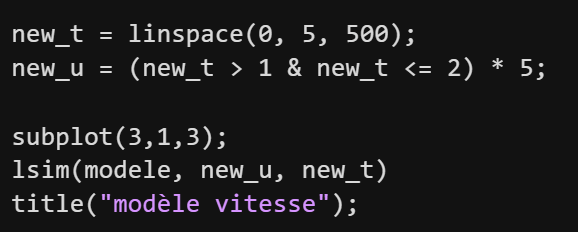 new_t = linspace(0, 5, 500);
new_u = (new_t > 1 & new_t <= 2) * 5;
subplot(3,1,3);
lsim(modele, new_u, new_t)
title("modèle vitesse");